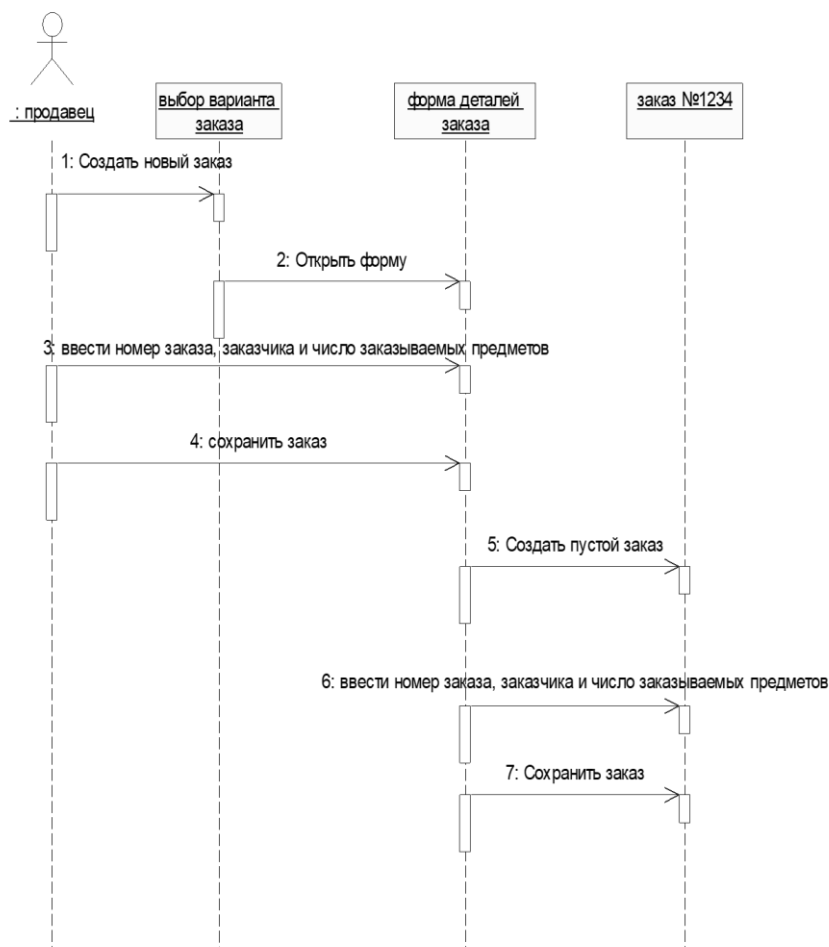 : продавец
выбор варианта
заказа
форма деталей
заказа
заказ №1234
1: Создать новый заказ
2: Открыть форму
3: ввести номер заказа, заказчика и число заказываемых предметов
4: сохранить заказ
5: Создать пустой заказ
6: ввести номер заказа, заказчика и число заказываемых предметов
7: Сохранить заказ